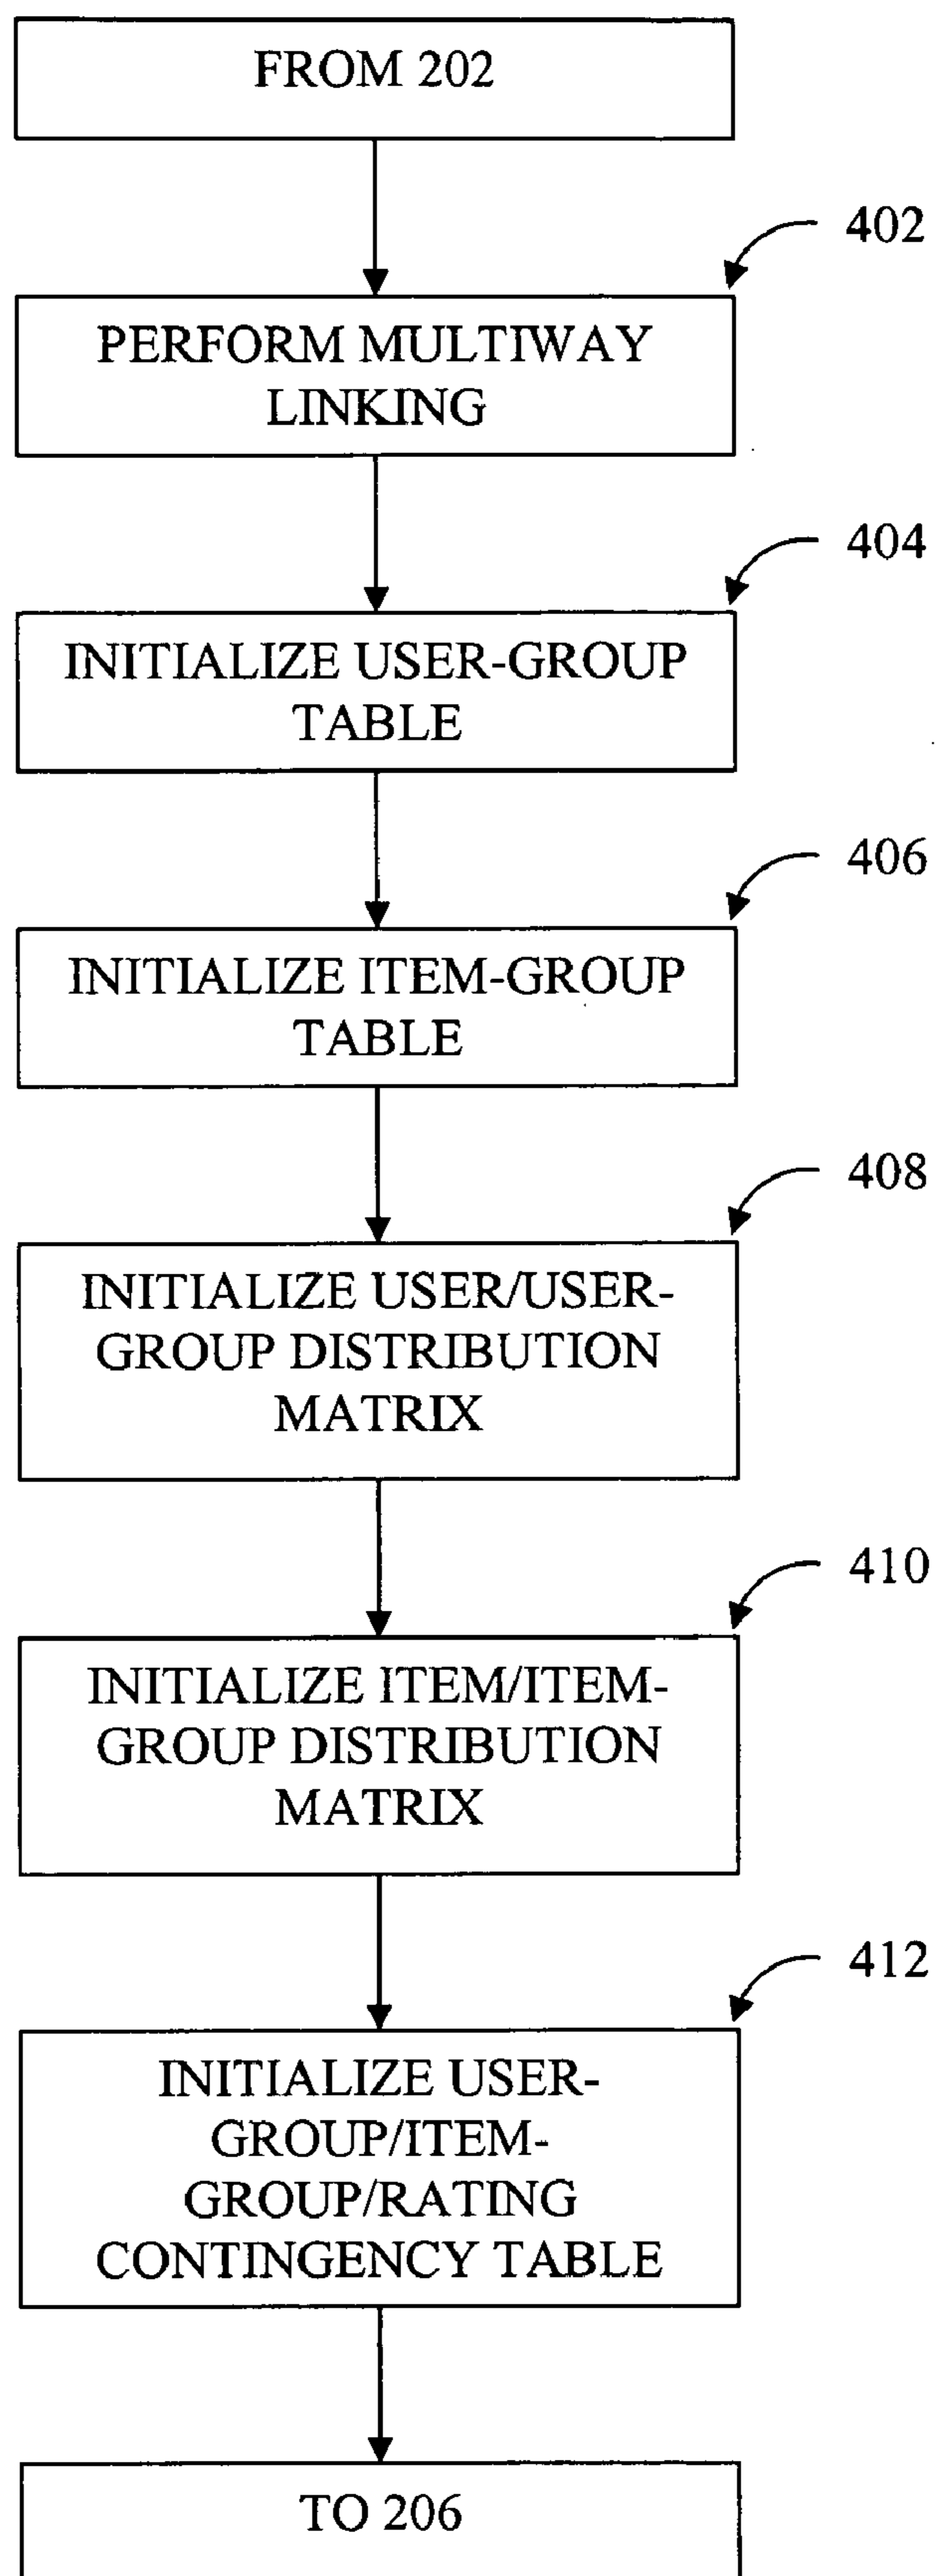 FROM 202
402
PERFORM MULTIWAY
LINKING
404
INITIALIZE USER-GROUP
TABLE
406
INITIALIZE ITEM-GROUP
TABLE
408
INITIALIZE USER/USER-
GROUP DISTRIBUTION
MATRIX
410
INITIALIZE ITEM/ITEM-
GROUP DISTRIBUTION
MATRIX
412
INITIALIZE USER-
GROUP/ITEM-
GROUP/RATING
CONTINGENCY TABLE
TO 206